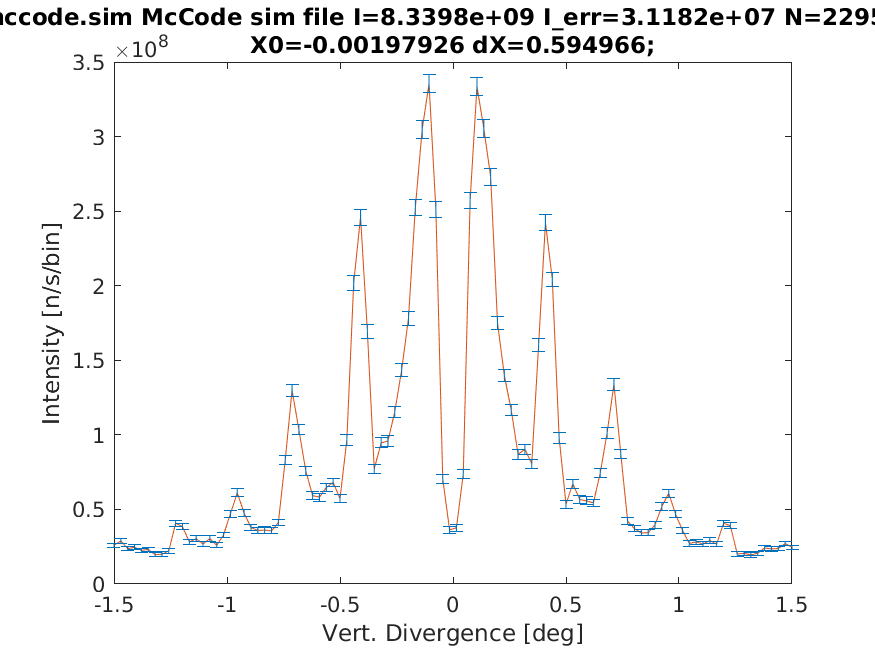 accode.sim McCode sim file I=8.3398e+09 I_err=3.1182e+07 N=2295
X0=-0.00197926 dX=0.594966;
×10^8
3.5
3
2.5
2
1.5
1
0.5
0
Intensity [n/s/bin]
-1.5 -1 -0.5 0 0.5 1 1.5
Vert. Divergence [deg]